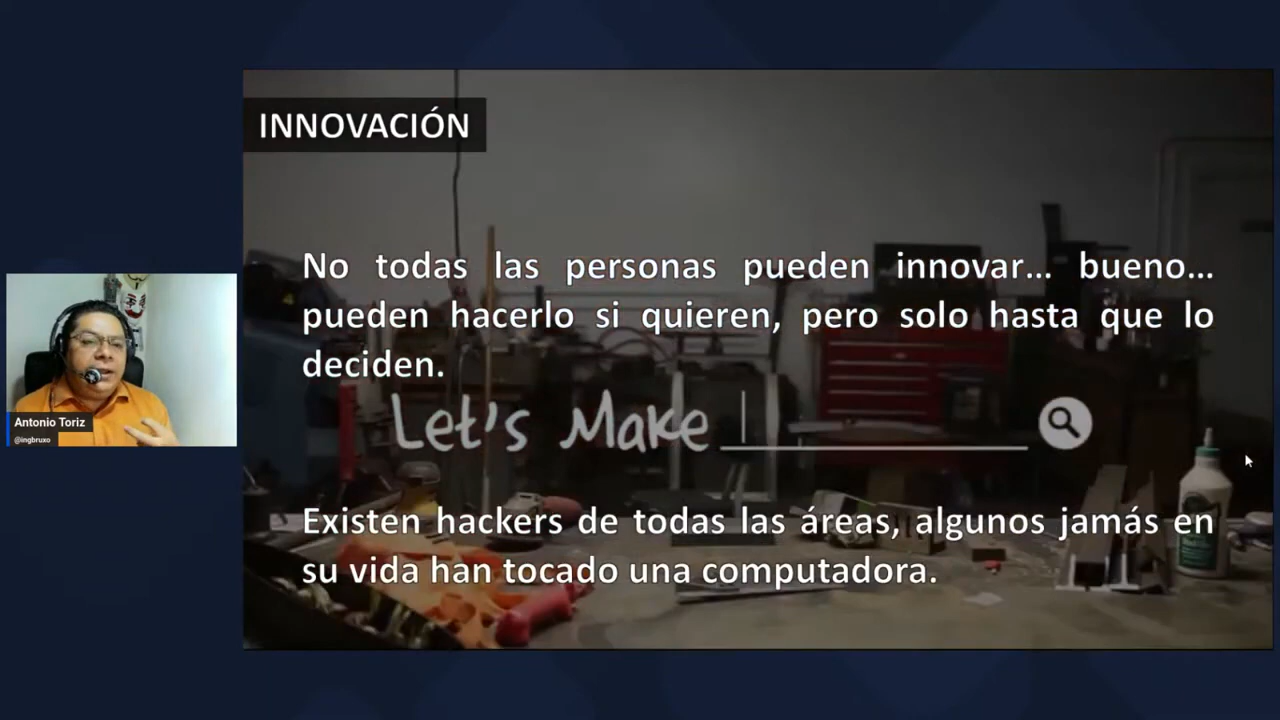 INNOVACIÓN
No todas las personas pueden innovar... bueno...
pueden hacerlo si quieren, pero solo hasta que lo
deciden.
Let's Make
Existen hackers de todas las áreas, algunos jamás en
su vida han tocado una computadora.
Antonio Toriz
@ingbruxo